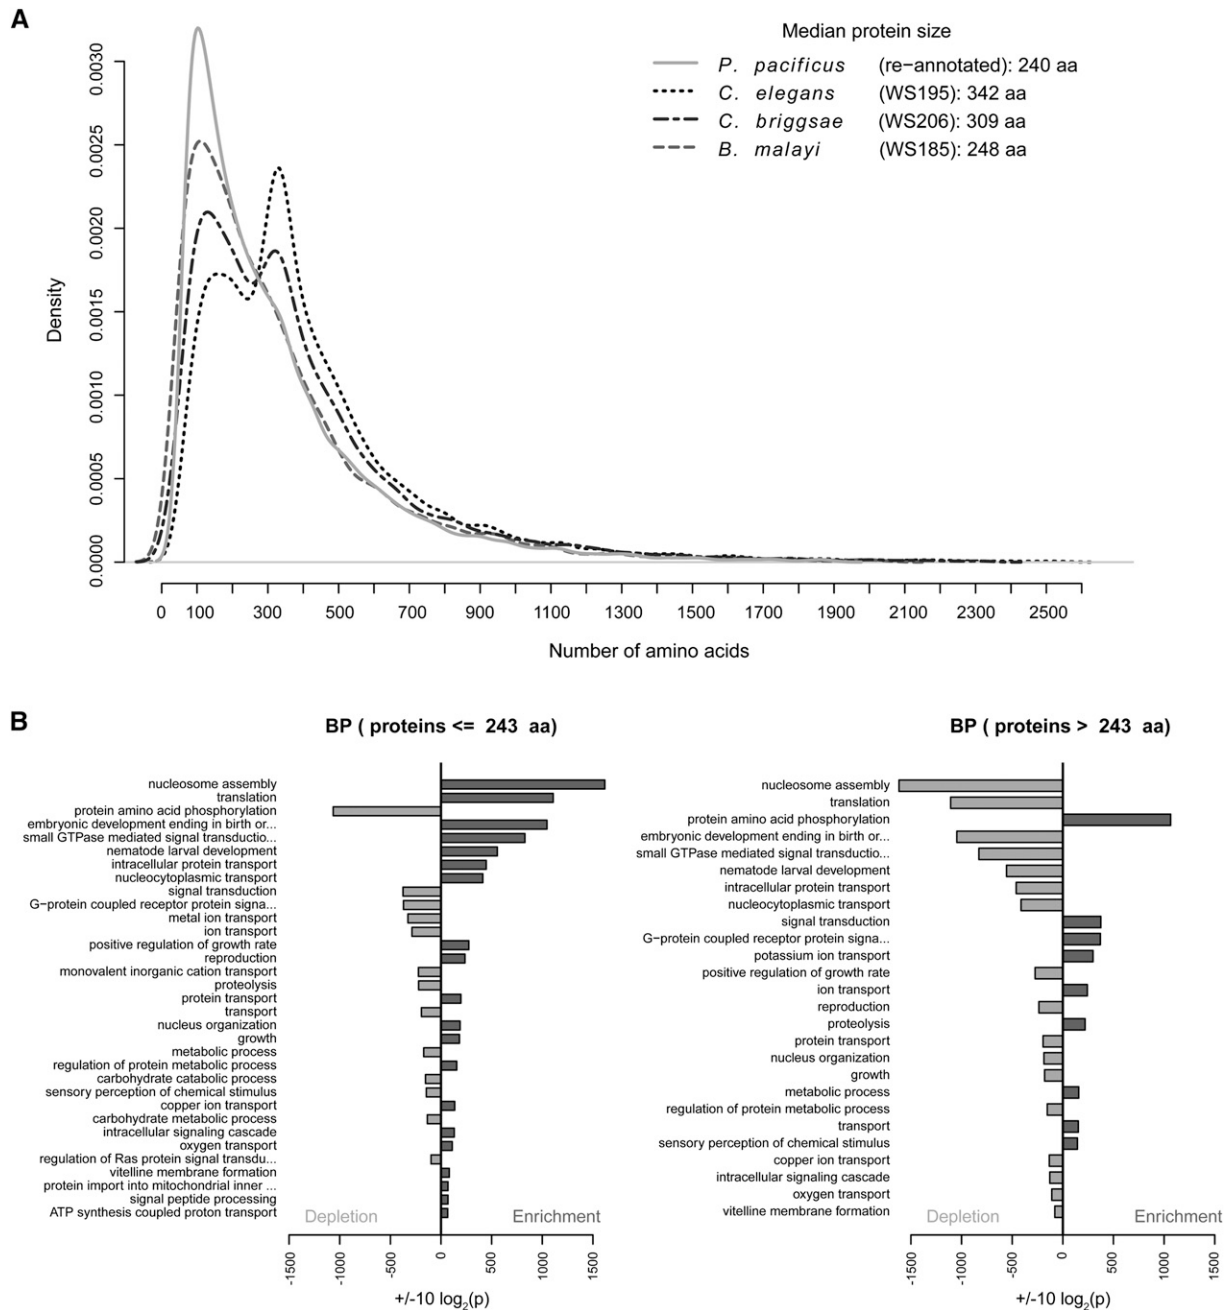 A
Median protein size
P. pacificus (re-annotated): 240 aa
C. elegans (WS195): 342 aa
C. briggsae (WS206): 309 aa
B. malayi (WS185): 248 aa
Density
0.0030
0.0025
0.0020
0.0015
0.0010
0.0005
0.0000
0 100 300 500 700 900 1100 1300 1500 1700 1900 2100 2300 2500
Number of amino acids
B
BP ( proteins <= 243 aa)
nucleosome assembly
translation
protein amino acid phosphorylation
embryonic development ending in birth or...
small GTPase mediated signal transductio...
nematode larval development
intracellular protein transport
nucleocytoplasmic transport
signal transduction
G-protein coupled receptor protein signa...
metal ion transport
ion transport
positive regulation of growth rate
reproduction
monovalent inorganic cation transport
proteolysis
protein transport
transport
nucleus organization
growth
metabolic process
regulation of protein metabolic process
carbohydrate catabolic process
sensory perception of chemical stimulus
copper ion transport
carbohydrate metabolic process
intracellular signaling cascade
oxygen transport
regulation of Ras protein signal transdu...
vitelline membrane formation
protein import into mitochondrial inner ...
signal peptide processing
ATP synthesis coupled proton transport
Depletion Enrichment
-1500 -1000 -500 0 500 1000 1500
+/-10 log2(p)
BP ( proteins > 243 aa)
nucleosome assembly
translation
protein amino acid phosphorylation
embryonic development ending in birth or...
small GTPase mediated signal transductio...
nematode larval development
intracellular protein transport
nucleocytoplasmic transport
signal transduction
G-protein coupled receptor protein signa...
potassium ion transport
positive regulation of growth rate
ion transport
reproduction
proteolysis
protein transport
nucleus organization
growth
metabolic process
regulation of protein metabolic process
transport
sensory perception of chemical stimulus
copper ion transport
intracellular signaling cascade
oxygen transport
vitelline membrane formation
Depletion Enrichment
-1500 -1000 -500 0 500 1000 1500
+/-10 log2(p)